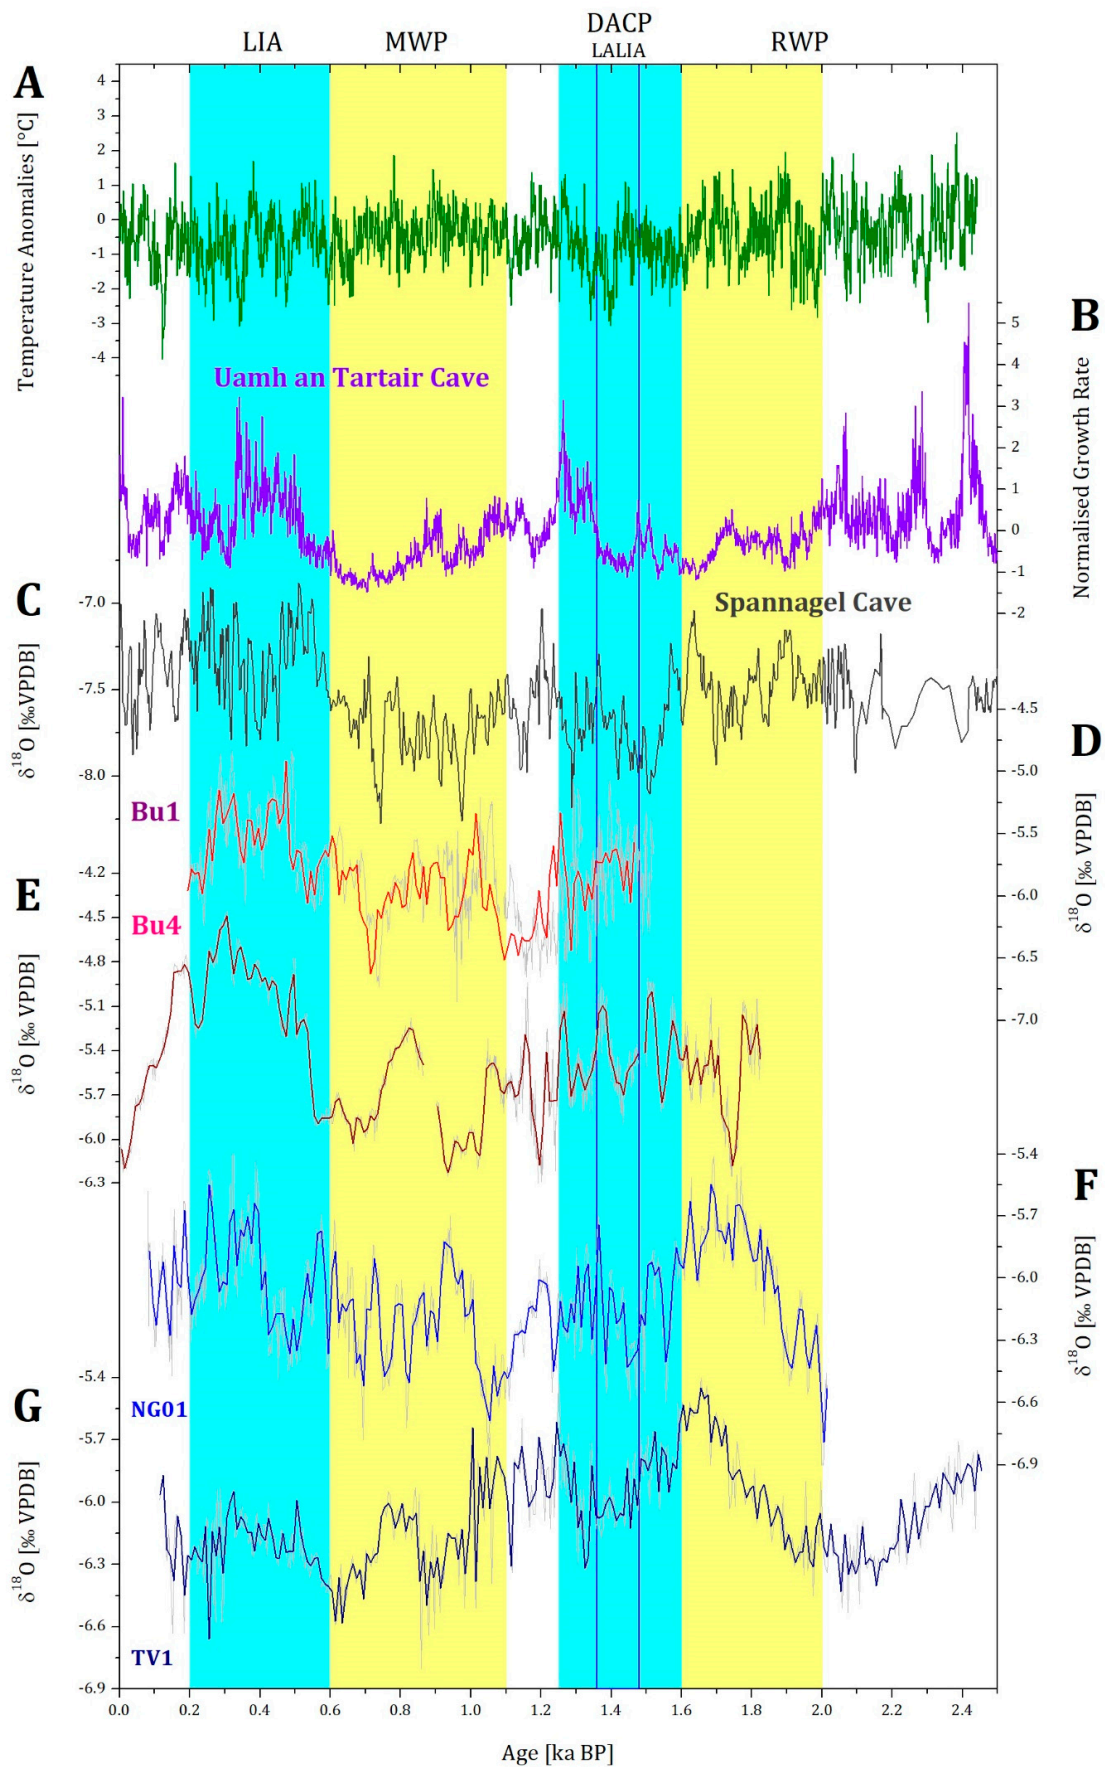 LIA
MWP
DACP
LALIA
RWP
A
Temperature Anomalies [°C]
4
3
2
1
0
-1
-2
-3
-4
B
Normalised Growth Rate
5
4
3
2
1
0
-1
-2
Uamh an Tartair Cave
C
δ18O [‰VPDB]
-7.0
-7.5
-8.0
Spannagel Cave
D
δ18O [‰ VPDB]
-4.5
-5.0
-5.5
-6.0
-6.5
-7.0
Bu1
E
δ18O [‰ VPDB]
-4.2
-4.5
-4.8
-5.1
-5.4
-5.7
-6.0
-6.3
Bu4
F
δ18O [‰ VPDB]
-5.4
-5.7
-6.0
-6.3
-6.6
-6.9
NG01
G
δ18O [‰ VPDB]
-5.4
-5.7
-6.0
-6.3
-6.6
-6.9
TV1
0.0 0.2 0.4 0.6 0.8 1.0 1.2 1.4 1.6 1.8 2.0 2.2 2.4
Age [ka BP]